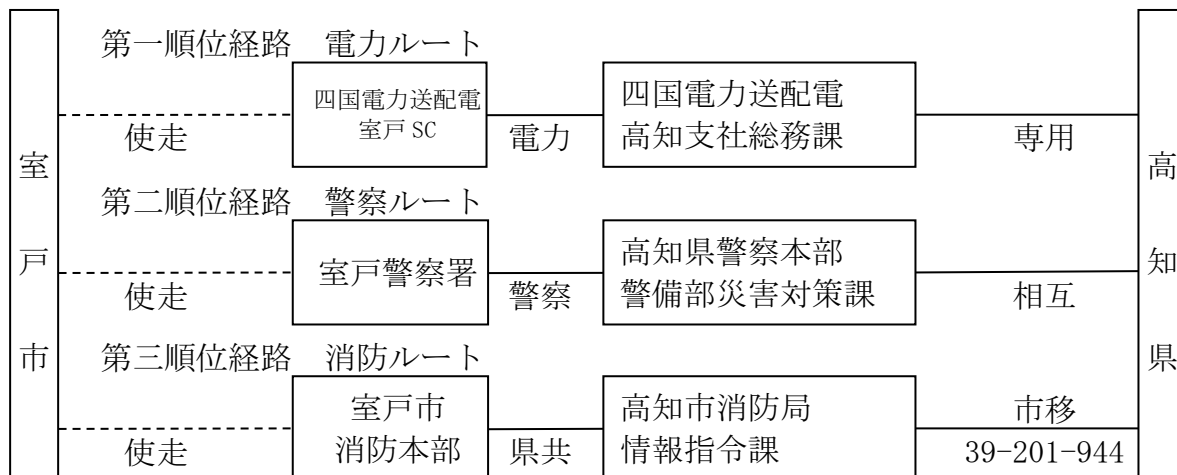 室戸市
第一順位経路 電力ルート
使走
四国電力送配電
室戸 SC
電力
四国電力送配電
高知支社総務課
専用
第二順位経路 警察ルート
使走
室戸警察署
警察
高知県警察本部
警備部災害対策課
相互
第三順位経路 消防ルート
使走
室戸市
消防本部
県共
高知市消防局
情報指令課
市移
39-201-944
高知県